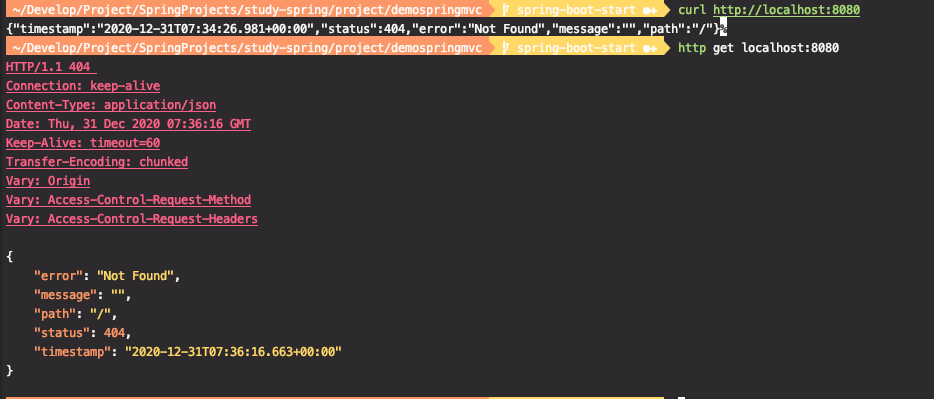 ~/Develop/Project/SpringProjects/study-spring/project/demospringmvc spring-boot-start ●+ curl http://localhost:8080
{"timestamp":"2020-12-31T07:34:26.981+00:00","status":404,"error":"Not Found","message":"","path":"/"}%
~/Develop/Project/SpringProjects/study-spring/project/demospringmvc spring-boot-start ●+ http get localhost:8080
HTTP/1.1 404
Connection: keep-alive
Content-Type: application/json
Date: Thu, 31 Dec 2020 07:36:16 GMT
Keep-Alive: timeout=60
Transfer-Encoding: chunked
Vary: Origin
Vary: Access-Control-Request-Method
Vary: Access-Control-Request-Headers
{
"error": "Not Found",
"message": "",
"path": "/",
"status": 404,
"timestamp": "2020-12-31T07:36:16.663+00:00"
}